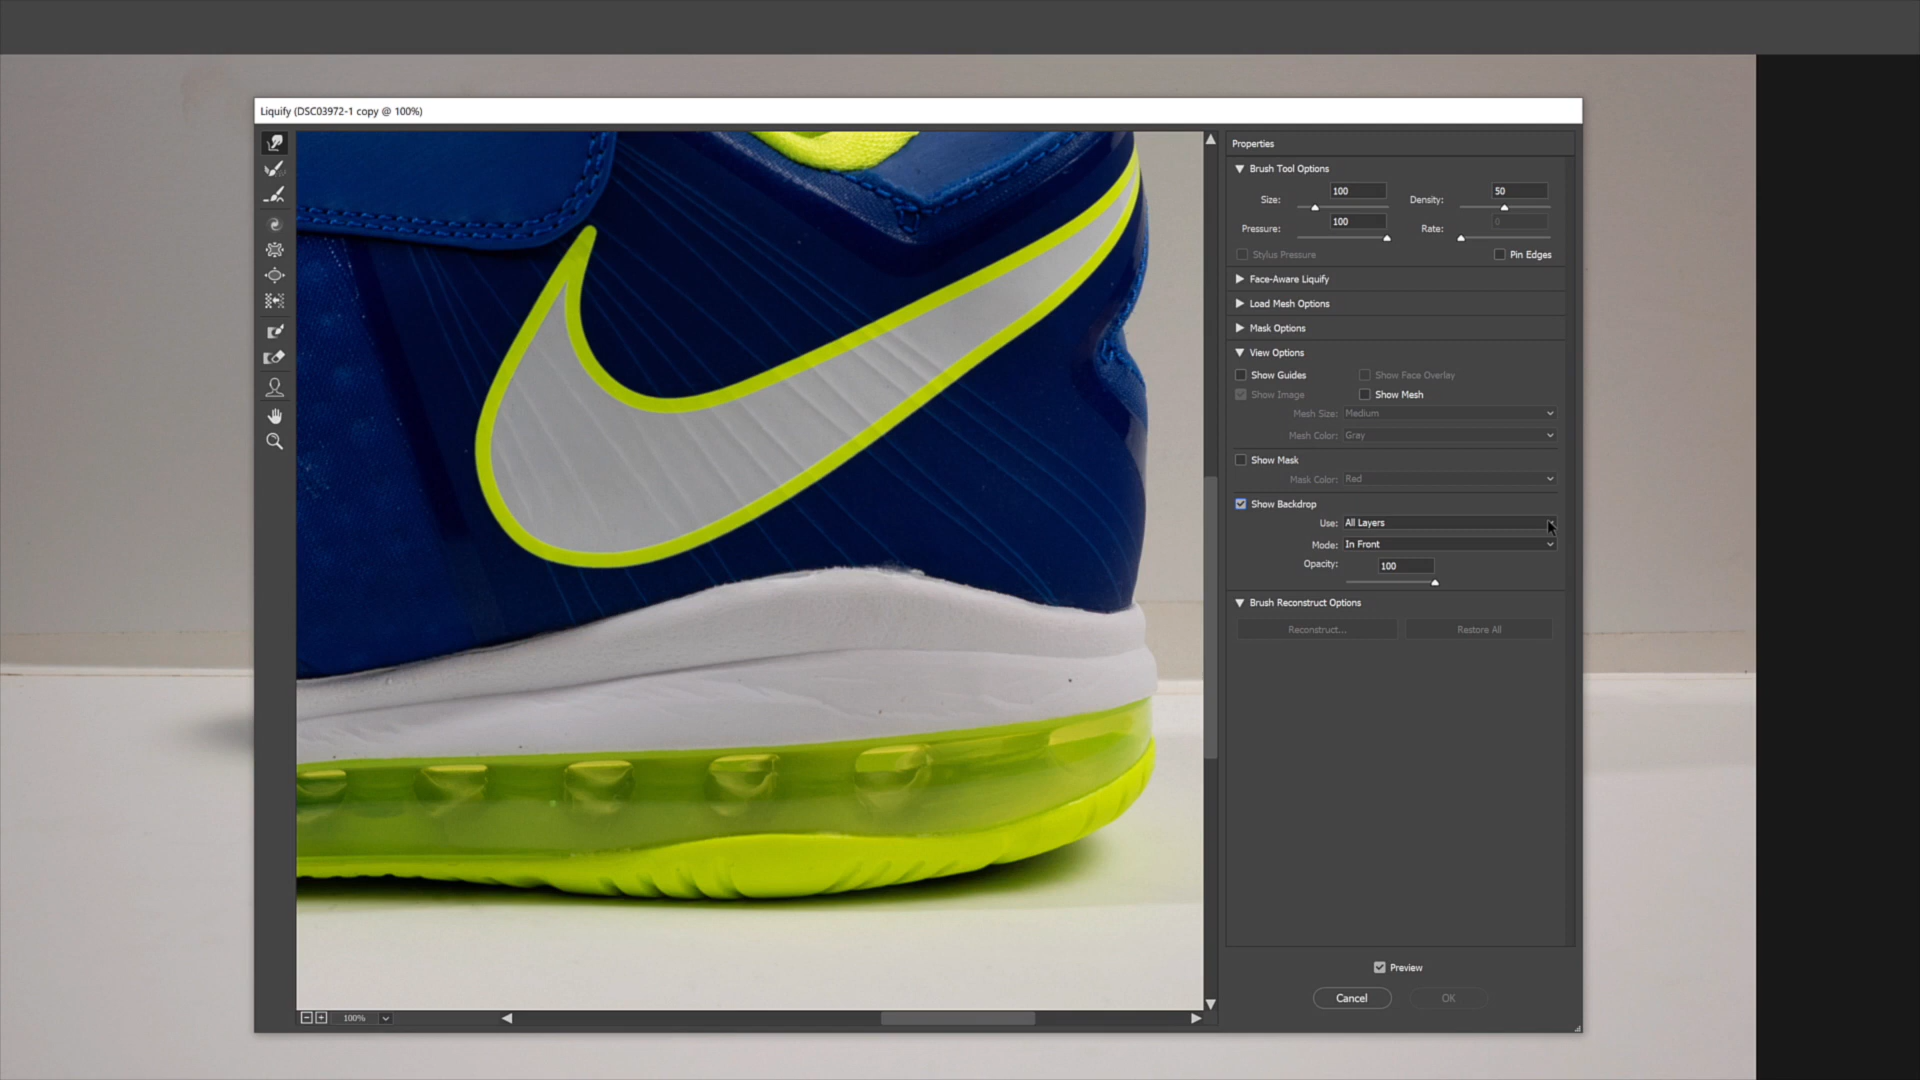 Liquify (DSC03972-1 copy @ 100%)
Properties
Brush Tool Options
Size: 100 Density: 50
Pressure: 100 Rate: 0
Stylus Pressure Pin Edges
Face-Aware Liquify
Load Mesh Options
Mask Options
View Options
Show Guides Show Face Overlay
Show Image Show Mesh
Mesh Size: Medium
Mesh Color: Gray
Show Mask
Mask Color: Red
Show Backdrop
Use: All Layers
Mode: In Front
Opacity: 100
Brush Reconstruct Options
Reconstruct... Restore All
Preview
Cancel OK
100%